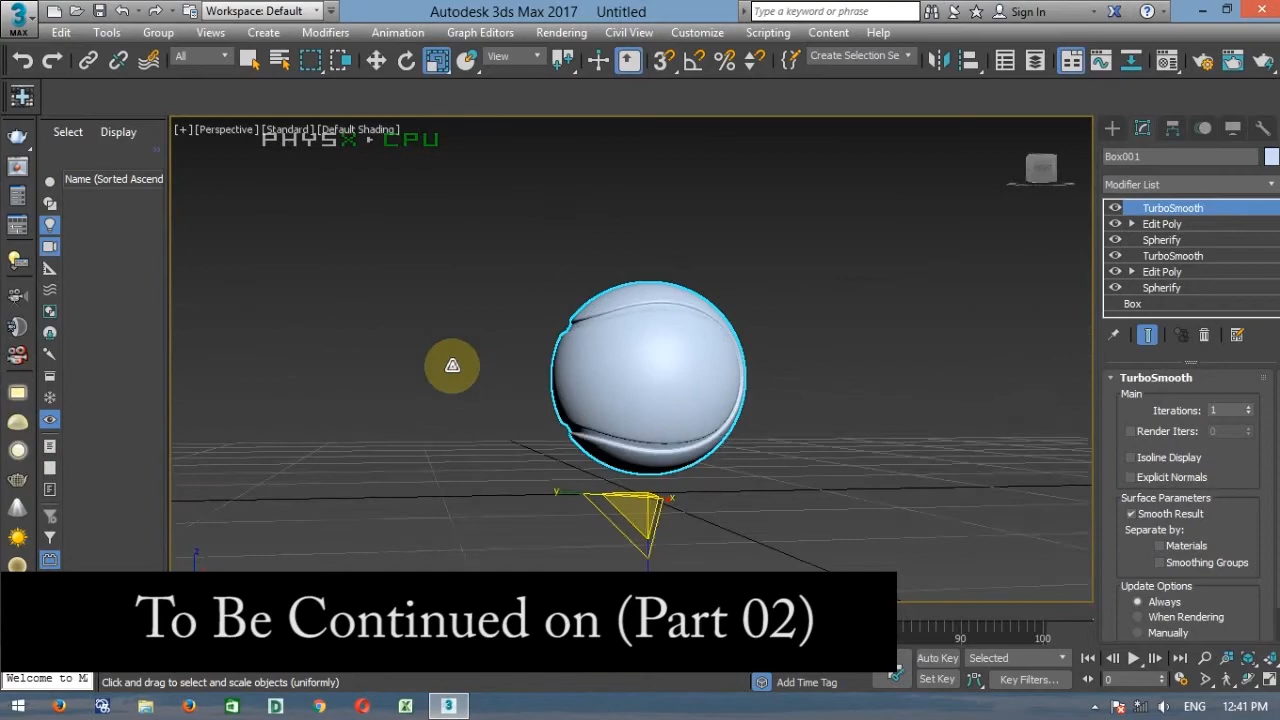 Workspace: Default
Autodesk 3ds Max 2017 Untitled
Type a keyword or phrase
Sign In
3
MAX
Edit Tools Group Views Create Modifiers Animation Graph Editors Rendering Civil View Customize Scripting Content Help
All
View
Create Selection Se
Select Display
Name (Sorted Ascend
[+] [Perspective] [Standard] [Default Shading]
PHYSX · CPU
Box001
Modifier List
TurboSmooth
Edit Poly
Spherify
TurboSmooth
Edit Poly
Spherify
Box
TurboSmooth
Main
Iterations: 1
Render Iters: 0
Isoline Display
Explicit Normals
Surface Parameters
Smooth Result
Separate by:
Materials
Smoothing Groups
Update Options
Always
When Rendering
Manually
y
x
z
To Be Continued on (Part 02)
90 100
Auto Key Selected
Set Key Key Filters...
0
Welcome to M
Click and drag to select and scale objects (uniformly)
Add Time Tag
ENG 12:41 PM